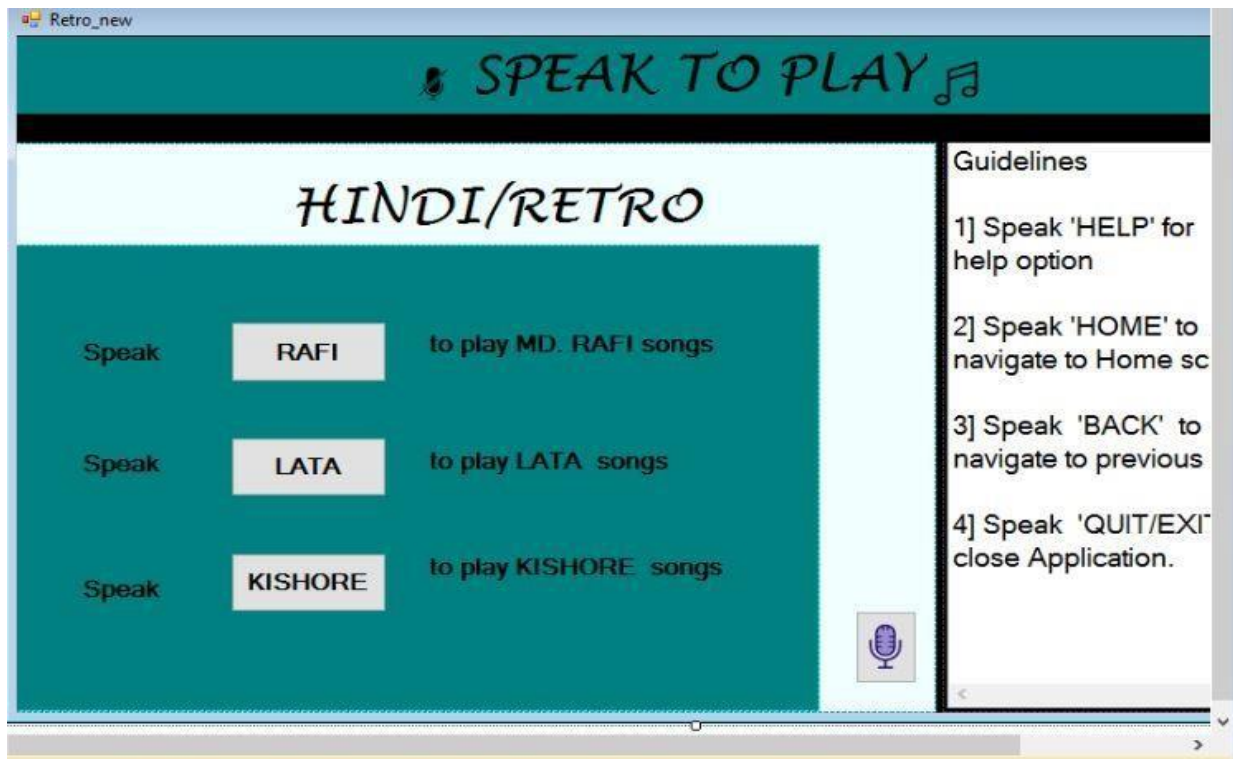 Retro_new
SPEAK TO PLAY
HINDI/RETRO
Speak RAFI to play MD. RAFI songs
Speak LATA to play LATA songs
Speak KISHORE to play KISHORE songs
Guidelines
1] Speak 'HELP' for
help option
2] Speak 'HOME' to
navigate to Home sc
3] Speak 'BACK' to
navigate to previous
4] Speak 'QUIT/EXIT
close Application.